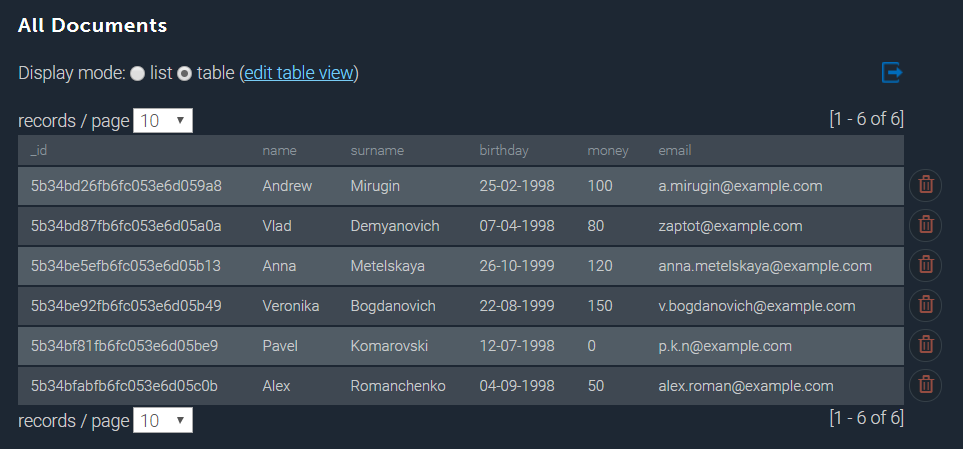 All Documents
Display mode: list table (edit table view)
records / page 10 [1 - 6 of 6]
_id name surname birthday money email
5b34bd26fb6fc053e6d059a8 Andrew Mirugin 25-02-1998 100 a.mirugin@example.com
5b34bd87fb6fc053e6d05a0a Vlad Demyanovich 07-04-1998 80 zaptot@example.com
5b34be5efb6fc053e6d05b13 Anna Metelskaya 26-10-1999 120 anna.metelskaya@example.com
5b34be92fb6fc053e6d05b49 Veronika Bogdanovich 22-08-1999 150 v.bogdanovich@example.com
5b34bf81fb6fc053e6d05be9 Pavel Komarovski 12-07-1998 0 p.k.n@example.com
5b34bfabfb6fc053e6d05c0b Alex Romanchenko 04-09-1998 50 alex.roman@example.com
records / page 10 [1 - 6 of 6]